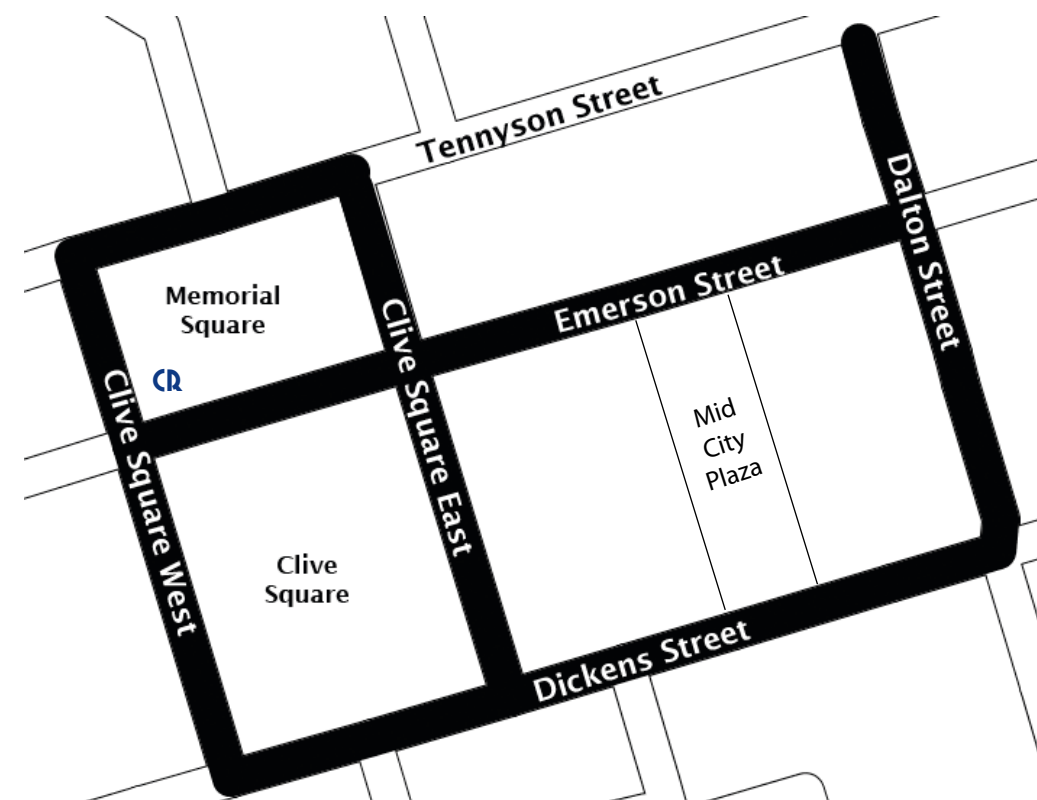 Tennyson Street
Dalton Street
Emerson Street
Memorial
Square
Clive Square East
CR
Clive Square West
Mid
City
Plaza
Clive
Square
Dickens Street